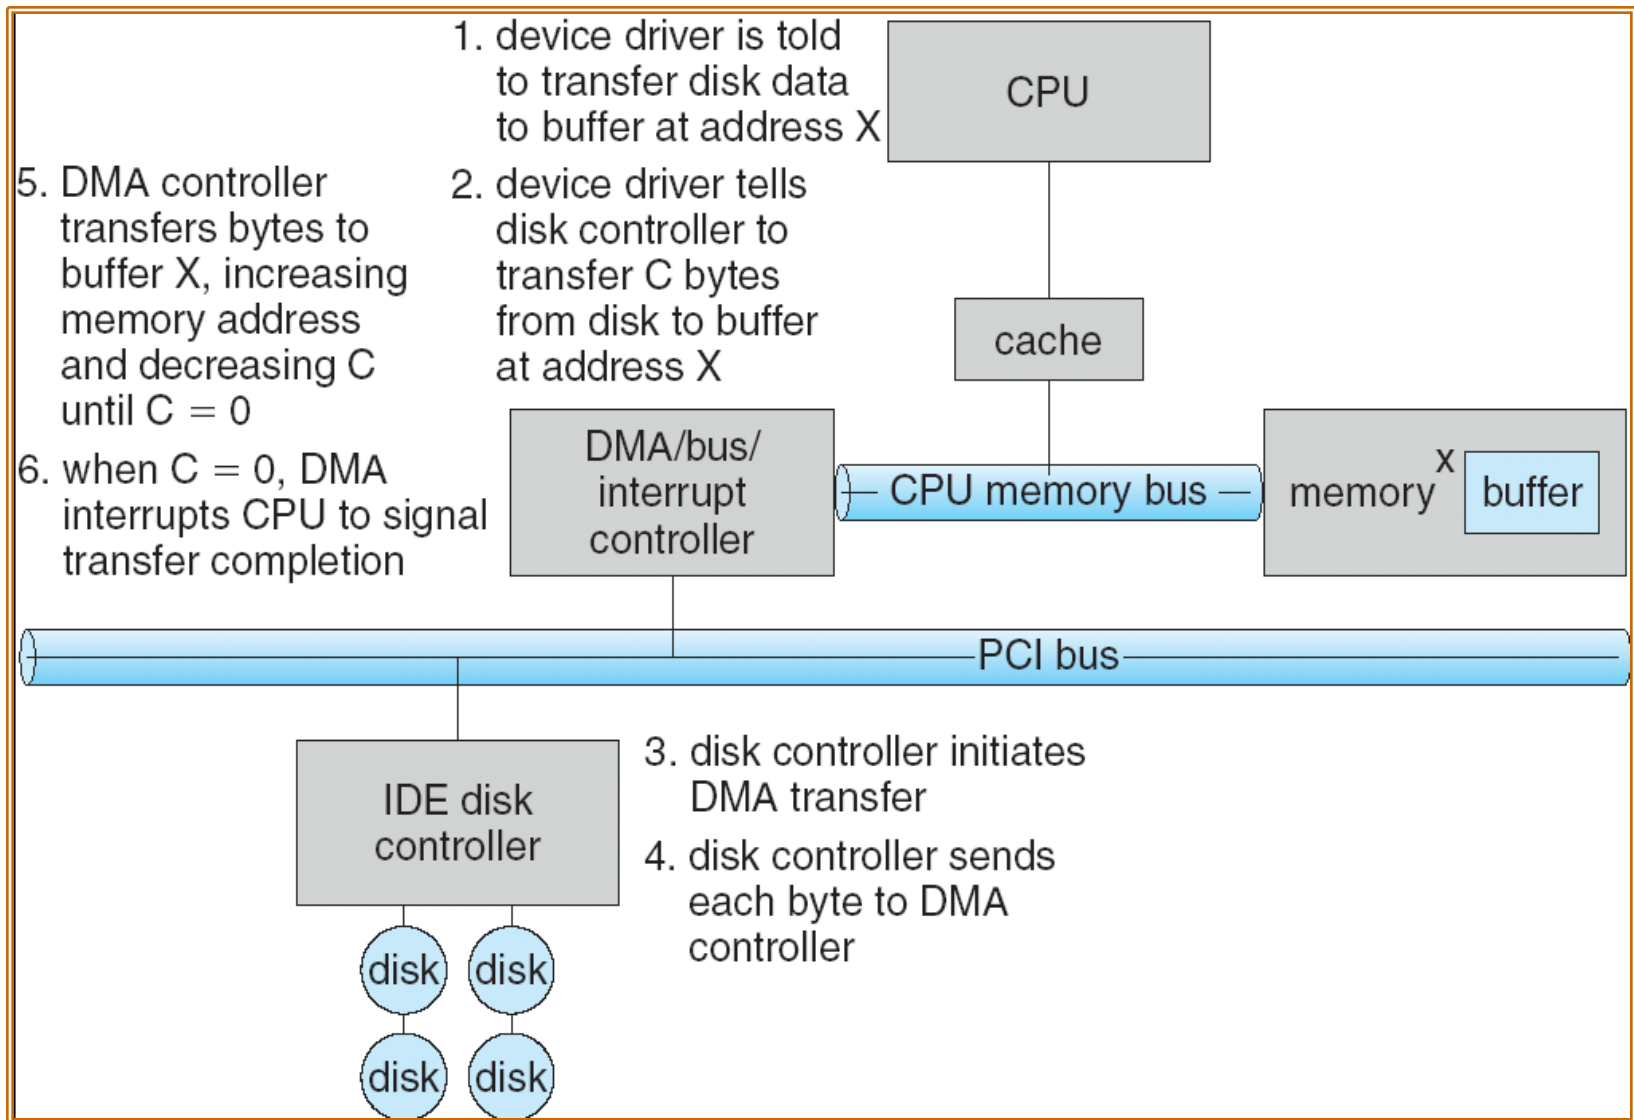 1. device driver is told
to transfer disk data
to buffer at address X
CPU
5. DMA controller
transfers bytes to
buffer X, increasing
memory address
and decreasing C
until C = 0
2. device driver tells
disk controller to
transfer C bytes
from disk to buffer
at address X
cache
6. when C = 0, DMA
interrupts CPU to signal
transfer completion
DMA/bus/
interrupt
controller
CPU memory bus
memory
X
buffer
PCI bus
IDE disk
controller
3. disk controller initiates
DMA transfer
4. disk controller sends
each byte to DMA
controller
disk
disk
disk
disk